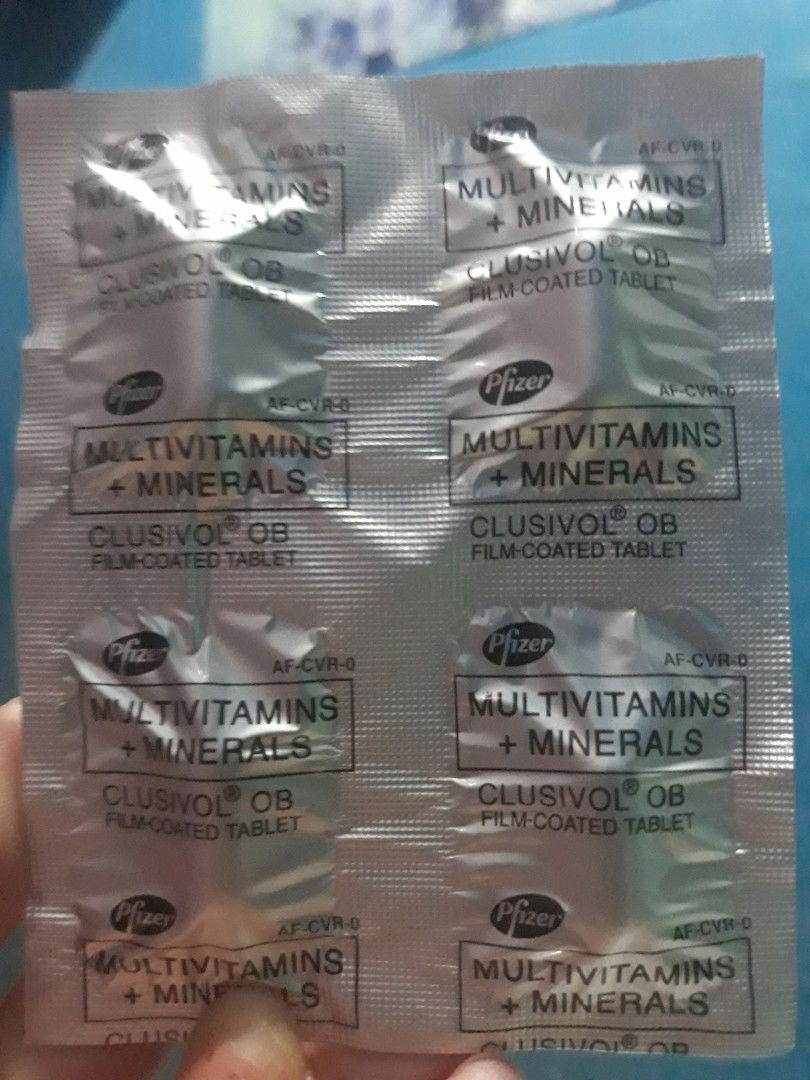 Pfizer AF-CVR-0
MULTIVITAMINS
+ MINERALS
CLUSIVOL® OB
FILM-COATED TABLET
Pfizer AF-CVR-0
MULTIVITAMINS
+ MINERALS
CLUSIVOL® OB
FILM-COATED TABLET
Pfizer AF-CVR-0
MULTIVITAMINS
+ MINERALS
CLUSIVOL® OB
FILM-COATED TABLET
Pfizer AF-CVR-0
MULTIVITAMINS
+ MINERALS
Pfizer AF-CVR-0
MULTIVITAMINS
+ MINERALS
CLUSIVOL® OB
FILM-COATED TABLET
Pfizer AF-CVR-0
MULTIVITAMINS
+ MINERALS
CLUSIVOL® OB
FILM-COATED TABLET
Pfizer AF-CVR-0
MULTIVITAMINS
+ MINERALS
CLUSIVOL® OB
FILM-COATED TABLET
Pfizer AF-CVR-0
MULTIVITAMINS
+ MINERALS
CLUSIVOL® OB